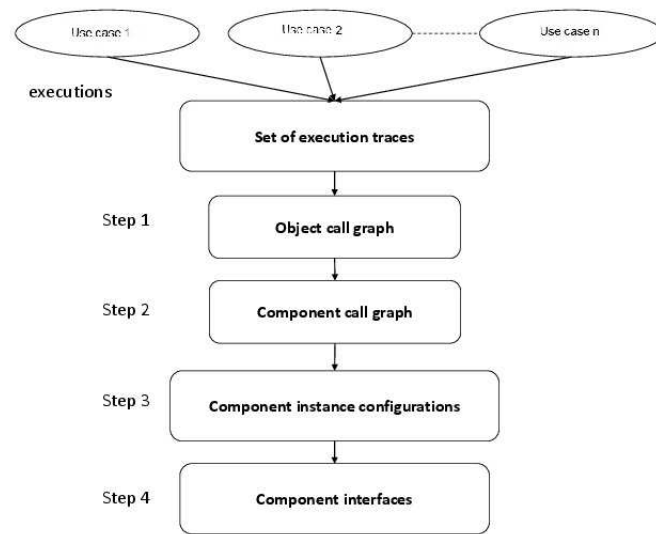 Use case 1
Use case 2
Use case n
executions
Set of execution traces
Step 1
Object call graph
Step 2
Component call graph
Step 3
Component instance configurations
Step 4
Component interfaces